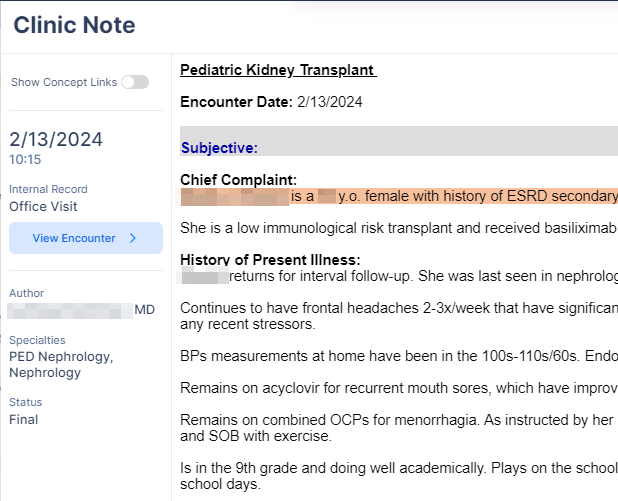 Clinic Note
Show Concept Links
2/13/2024
10:15
Internal Record
Office Visit
View Encounter
Author
MD
Specialties
PED Nephrology,
Nephrology
Status
Final
Pediatric Kidney Transplant
Encounter Date: 2/13/2024
Subjective:
Chief Complaint:
is a y.o. female with history of ESRD secondary
She is a low immunological risk transplant and received basiliximab
History of Present Illness:
returns for interval follow-up. She was last seen in nephrolog
Continues to have frontal headaches 2-3x/week that have significan
any recent stressors.
BPs measurements at home have been in the 100s-110s/60s. Endo
Remains on acyclovir for recurrent mouth sores, which have improv
Remains on combined OCPs for menorrhagia. As instructed by her
and SOB with exercise.
Is in the 9th grade and doing well academically. Plays on the school
school days.